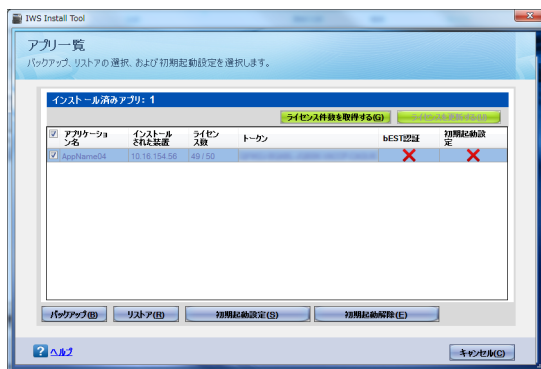 IWS Install Tool
アプリ一覧
バックアップ、リストアの選択、および初期起動設定を選択します。
インストール済みアプリ: 1
ライセンス件数を取得する(G)
アプリケーション名 インストールされた装置 ライセンス数 トークン bEST認証 初期起動設定
AppName04 10.16.154.56 49 / 50
バックアップ(B) リストア(R) 初期起動設定(S) 初期起動解除(E)
ヘルプ キャンセル(C)